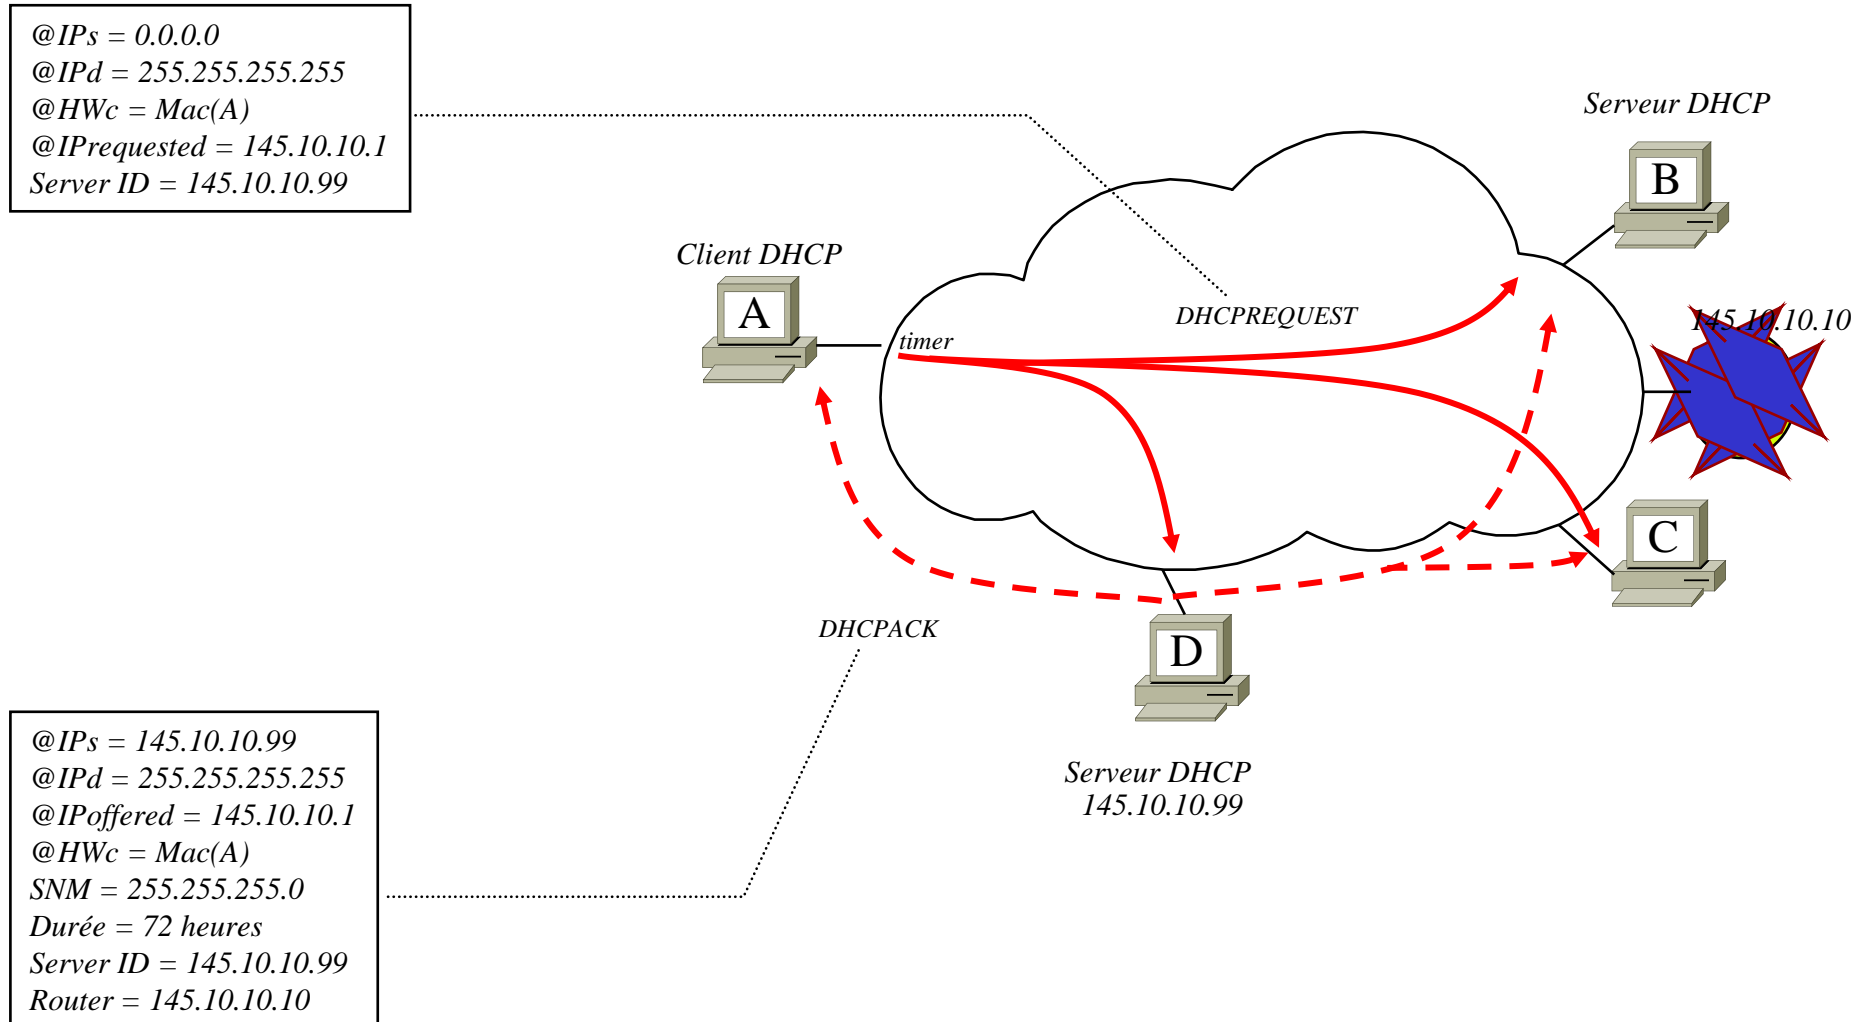 @IPs = 0.0.0.0
@IPd = 255.255.255.255
@HWc = Mac(A)
@IPrequested = 145.10.10.1
Server ID = 145.10.10.99
Serveur DHCP
B
Client DHCP
A
DHCPREQUEST
145.10.10.10
timer
C
DHCPACK
D
Serveur DHCP
145.10.10.99
@IPs = 145.10.10.99
@IPd = 255.255.255.255
@IPoffered = 145.10.10.1
@HWc = Mac(A)
SNM = 255.255.255.0
Durée = 72 heures
Server ID = 145.10.10.99
Router = 145.10.10.10